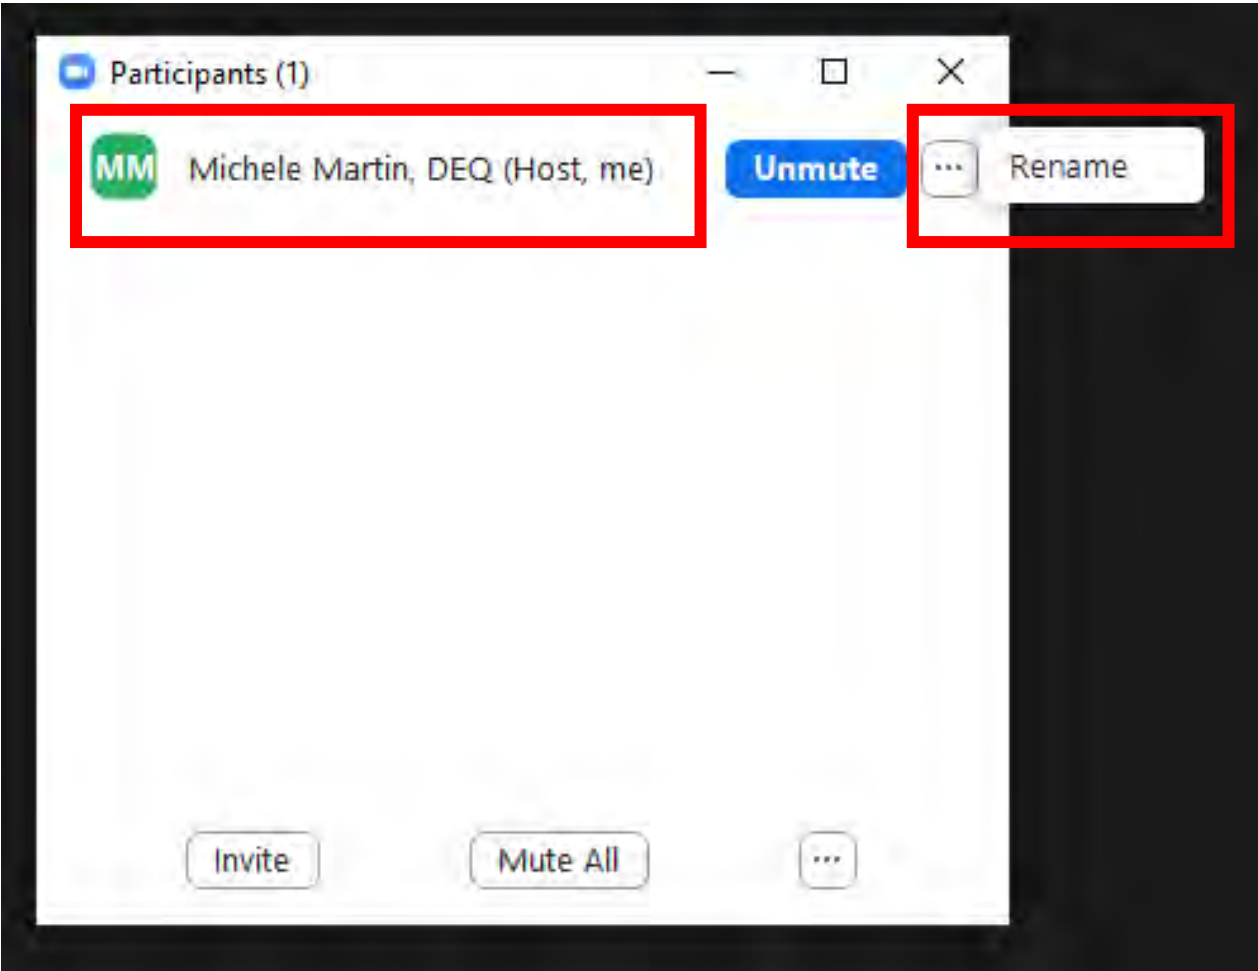 Participants (1)
MM Michele Martin, DEQ (Host, me) Unmute ... Rename
Invite Mute All ...